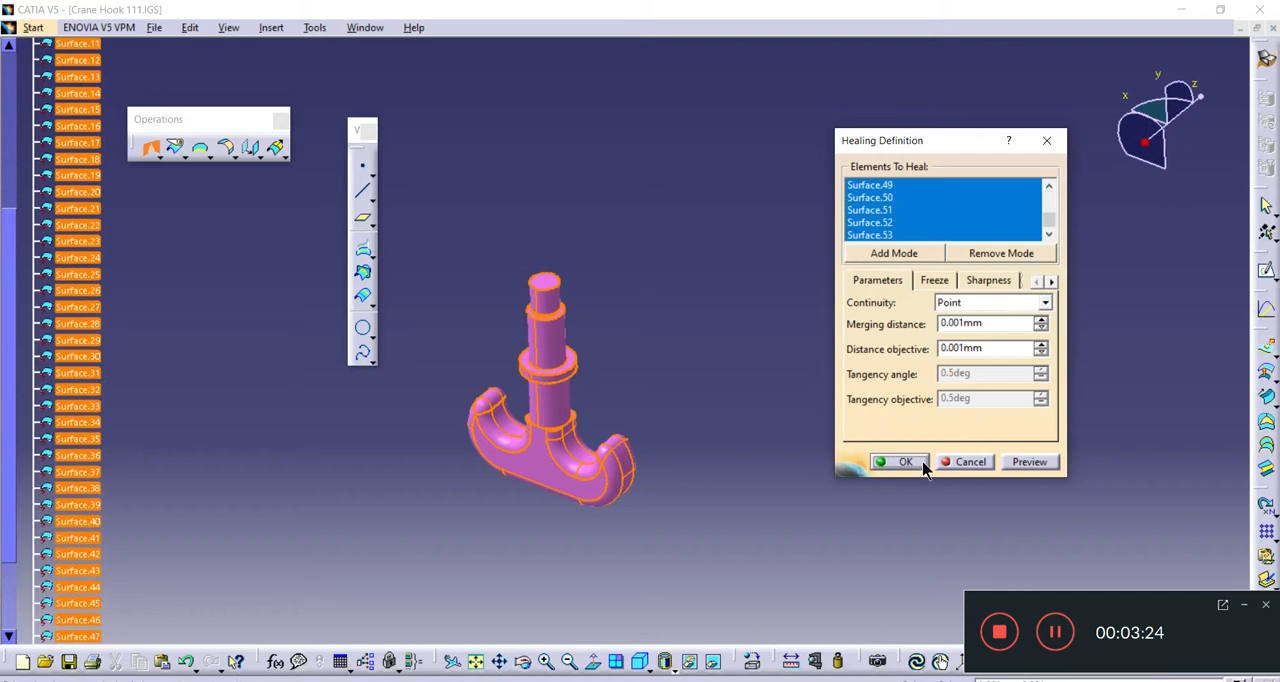 CATIA V5 - [Crane Hook 111.IGS]
Start ENOVIA V5 VPM File Edit View Insert Tools Window Help
Surface.11
Surface.12
Surface.13
Surface.14
Surface.15
Surface.16
Surface.17
Surface.18
Surface.19
Surface.20
Surface.21
Surface.22
Surface.23
Surface.24
Surface.25
Surface.26
Surface.27
Surface.28
Surface.29
Surface.30
Surface.31
Surface.32
Surface.33
Surface.34
Surface.35
Surface.36
Surface.37
Surface.38
Surface.39
Surface.40
Surface.41
Surface.42
Surface.43
Surface.44
Surface.45
Surface.46
Surface.47
Operations
y
x
z
Healing Definition ?
Elements To Heal:
Surface.49
Surface.50
Surface.51
Surface.52
Surface.53
Add Mode Remove Mode
Parameters Freeze Sharpness
Continuity: Point
Merging distance: 0.001mm
Distance objective: 0.001mm
Tangency angle: 0.5deg
Tangency objective: 0.5deg
OK Cancel Preview
00:03:24